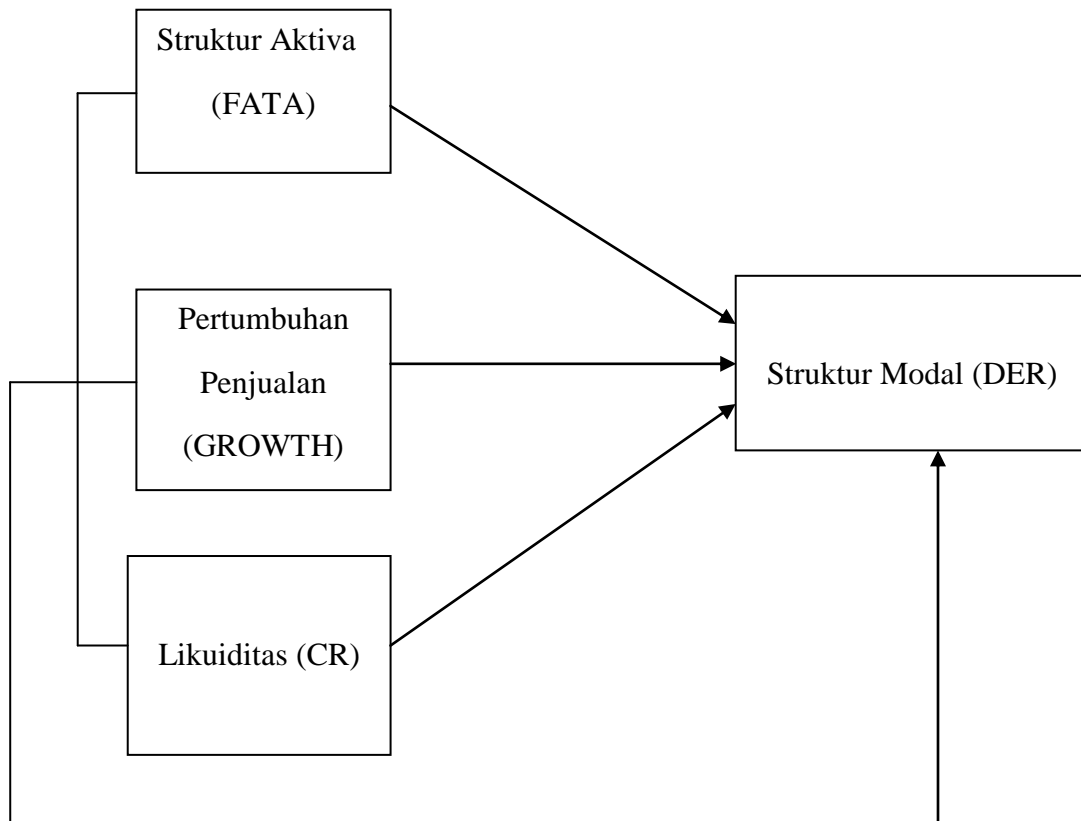 Struktur Aktiva
(FATA)
Pertumbuhan
Penjualan
(GROWTH)
Struktur Modal (DER)
Likuiditas (CR)